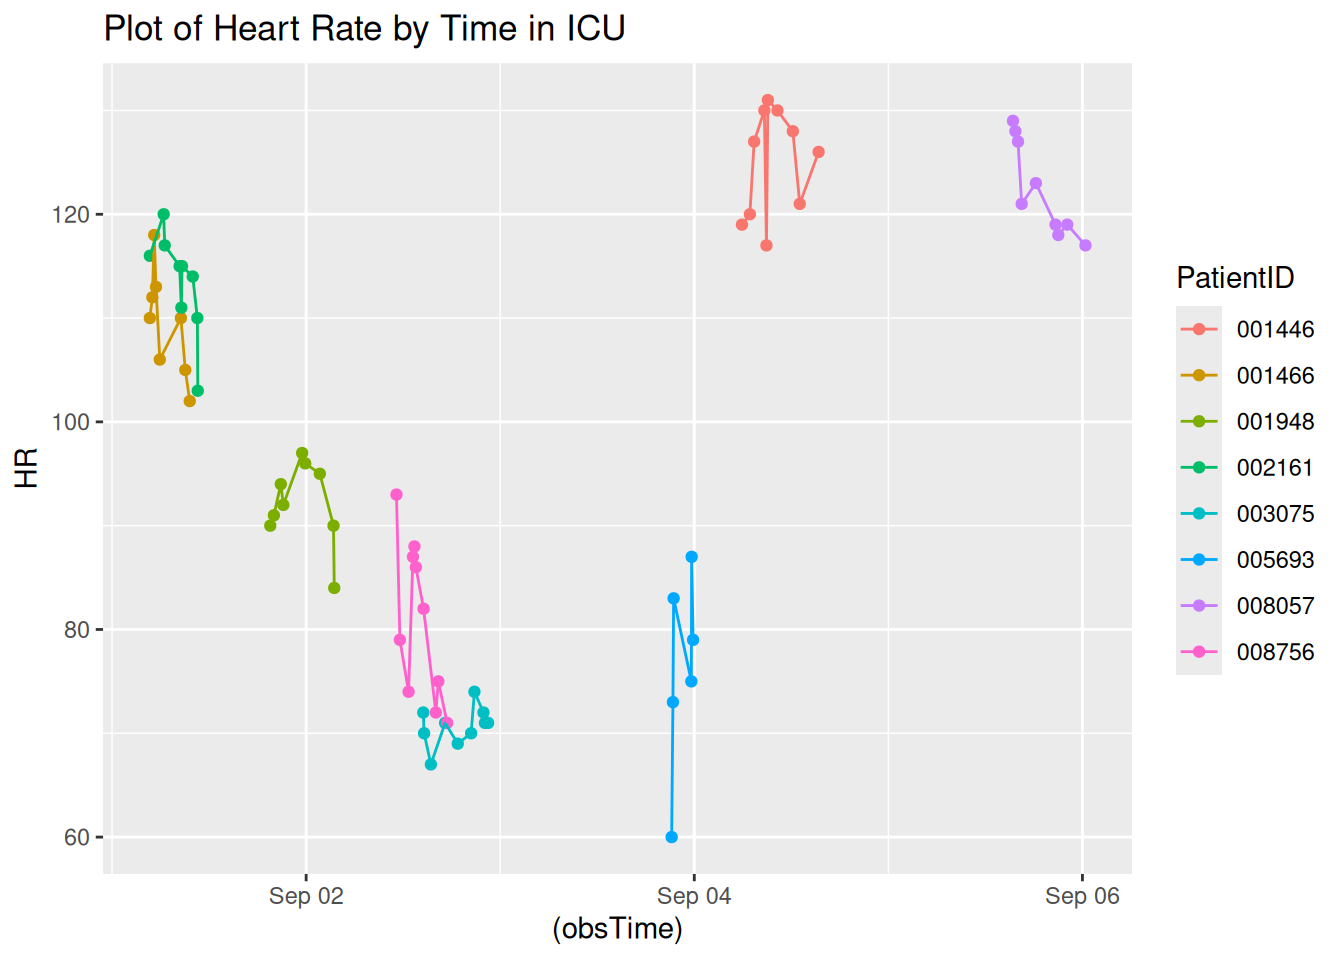 Plot of Heart Rate by Time in ICU
120
100
80
60
HR
Sep 02
Sep 04
Sep 06
(obsTime)
PatientID
001446
001466
001948
002161
003075
005693
008057
008756